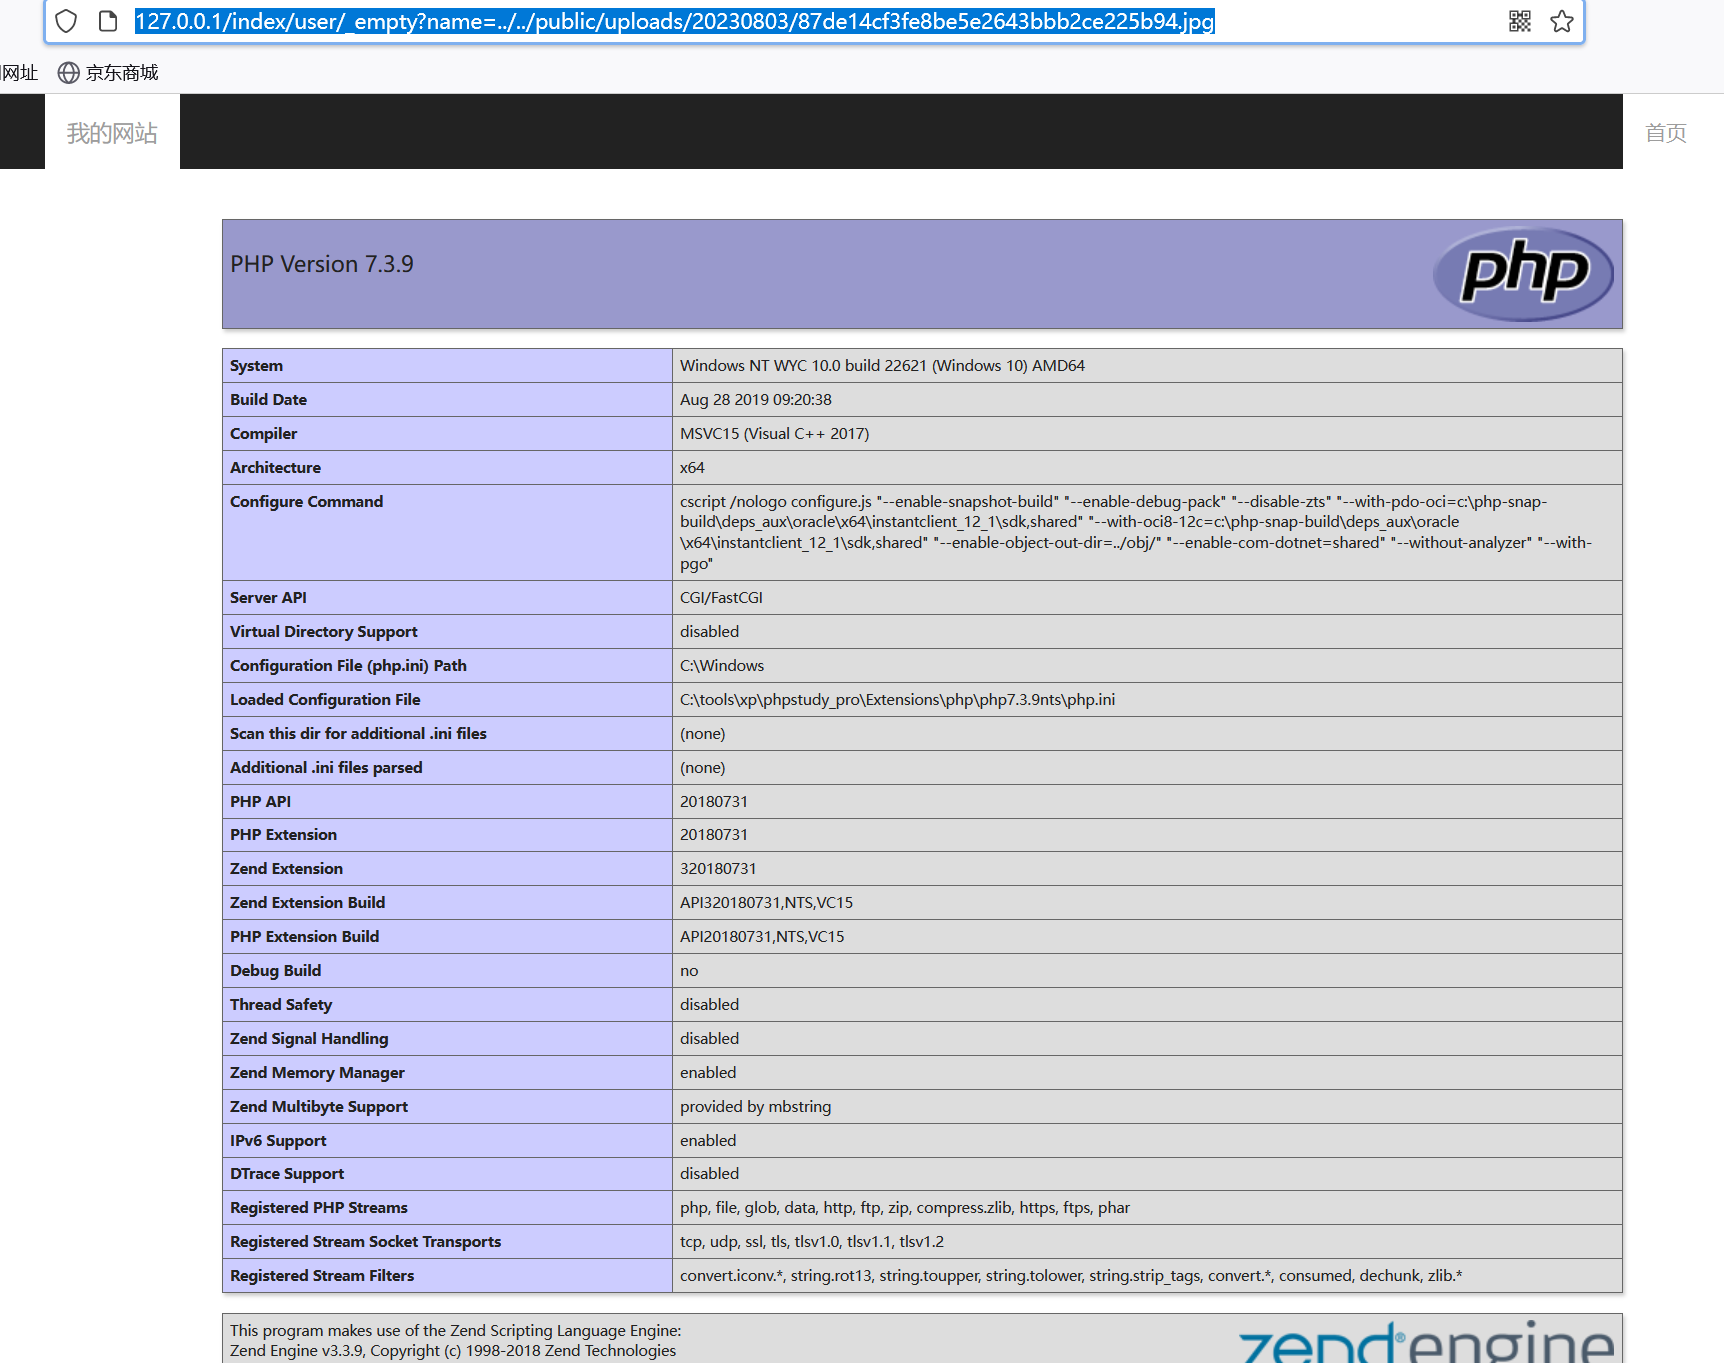 127.0.0.1/index/user/_empty?name=../../public/uploads/20230803/87de14cf3fe8be5e2643bbb2ce225b94.jpg
网址 京东商城
我的网站 首页
PHP Version 7.3.9
php
System Windows NT WYC 10.0 build 22621 (Windows 10) AMD64
Build Date Aug 28 2019 09:20:38
Compiler MSVC15 (Visual C++ 2017)
Architecture x64
Configure Command cscript /nologo configure.js "--enable-snapshot-build" "--enable-debug-pack" "--disable-zts" "--with-pdo-oci=c:\php-snap-
build\deps_aux\oracle\x64\instantclient_12_1\sdk,shared" "--with-oci8-12c=c:\php-snap-build\deps_aux\oracle
\x64\instantclient_12_1\sdk,shared" "--enable-object-out-dir=../obj/" "--enable-com-dotnet=shared" "--without-analyzer" "--with-
pgo"
Server API CGI/FastCGI
Virtual Directory Support disabled
Configuration File (php.ini) Path C:\Windows
Loaded Configuration File C:\tools\xp\phpstudy_pro\Extensions\php\php7.3.9nts\php.ini
Scan this dir for additional .ini files (none)
Additional .ini files parsed (none)
PHP API 20180731
PHP Extension 20180731
Zend Extension 320180731
Zend Extension Build API320180731,NTS,VC15
PHP Extension Build API20180731,NTS,VC15
Debug Build no
Thread Safety disabled
Zend Signal Handling disabled
Zend Memory Manager enabled
Zend Multibyte Support provided by mbstring
IPv6 Support enabled
DTrace Support disabled
Registered PHP Streams php, file, glob, data, http, ftp, zip, compress.zlib, https, ftps, phar
Registered Stream Socket Transports tcp, udp, ssl, tls, tlsv1.0, tlsv1.1, tlsv1.2
Registered Stream Filters convert.iconv.*, string.rot13, string.toupper, string.tolower, string.strip_tags, convert.*, consumed, dechunk, zlib.*
This program makes use of the Zend Scripting Language Engine:
Zend Engine v3.3.9, Copyright (c) 1998-2018 Zend Technologies
zend®engine